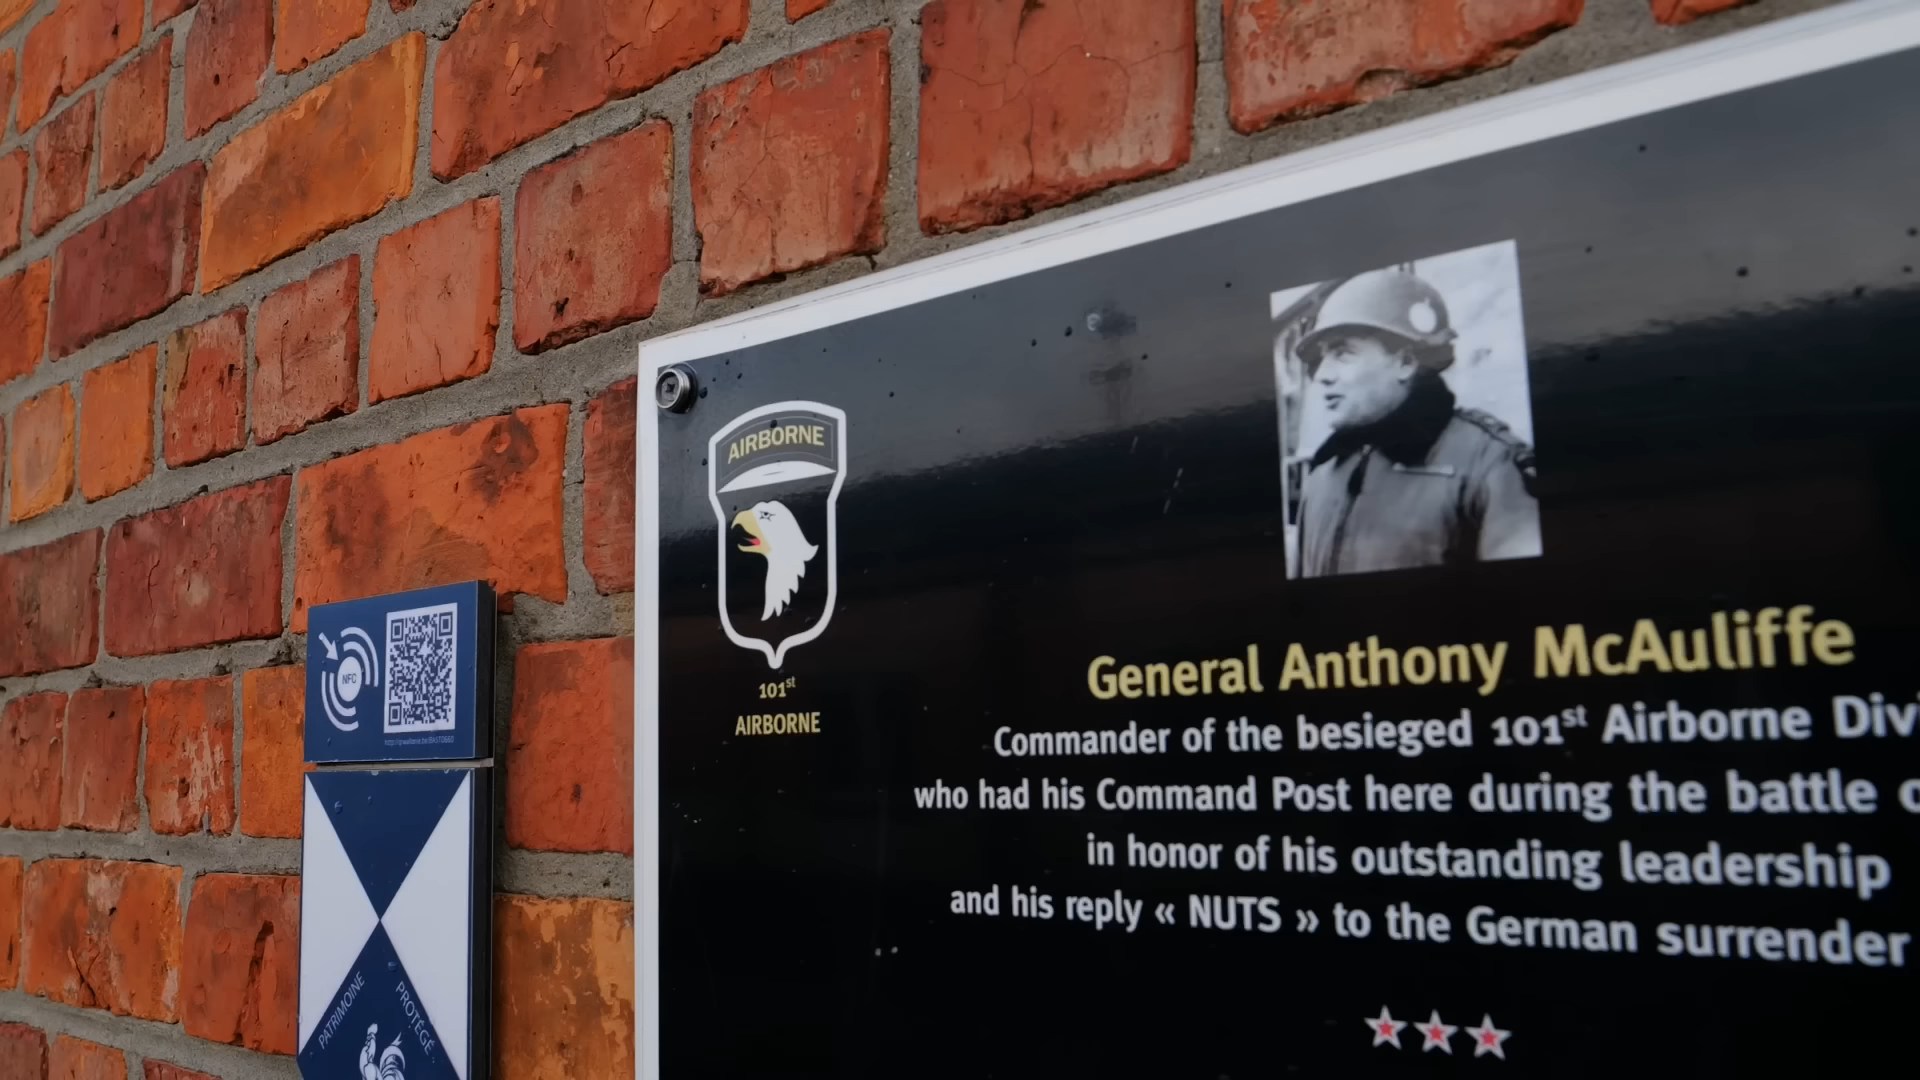 AIRBORNE
101st
AIRBORNE
General Anthony McAuliffe
Commander of the besieged 101st Airborne Div
who had his Command Post here during the battle
in honor of his outstanding leadership
and his reply « NUTS » to the German surrender
NFC
PATRIMOINE
PROTÉGÉ